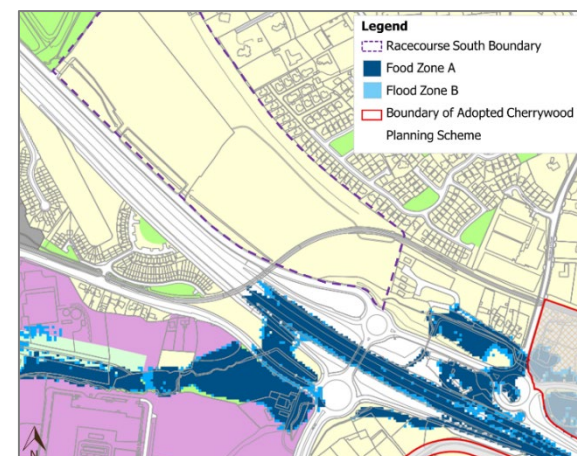 Legend
Racecourse South Boundary
Food Zone A
Flood Zone B
Boundary of Adopted Cherrywood
Planning Scheme
N